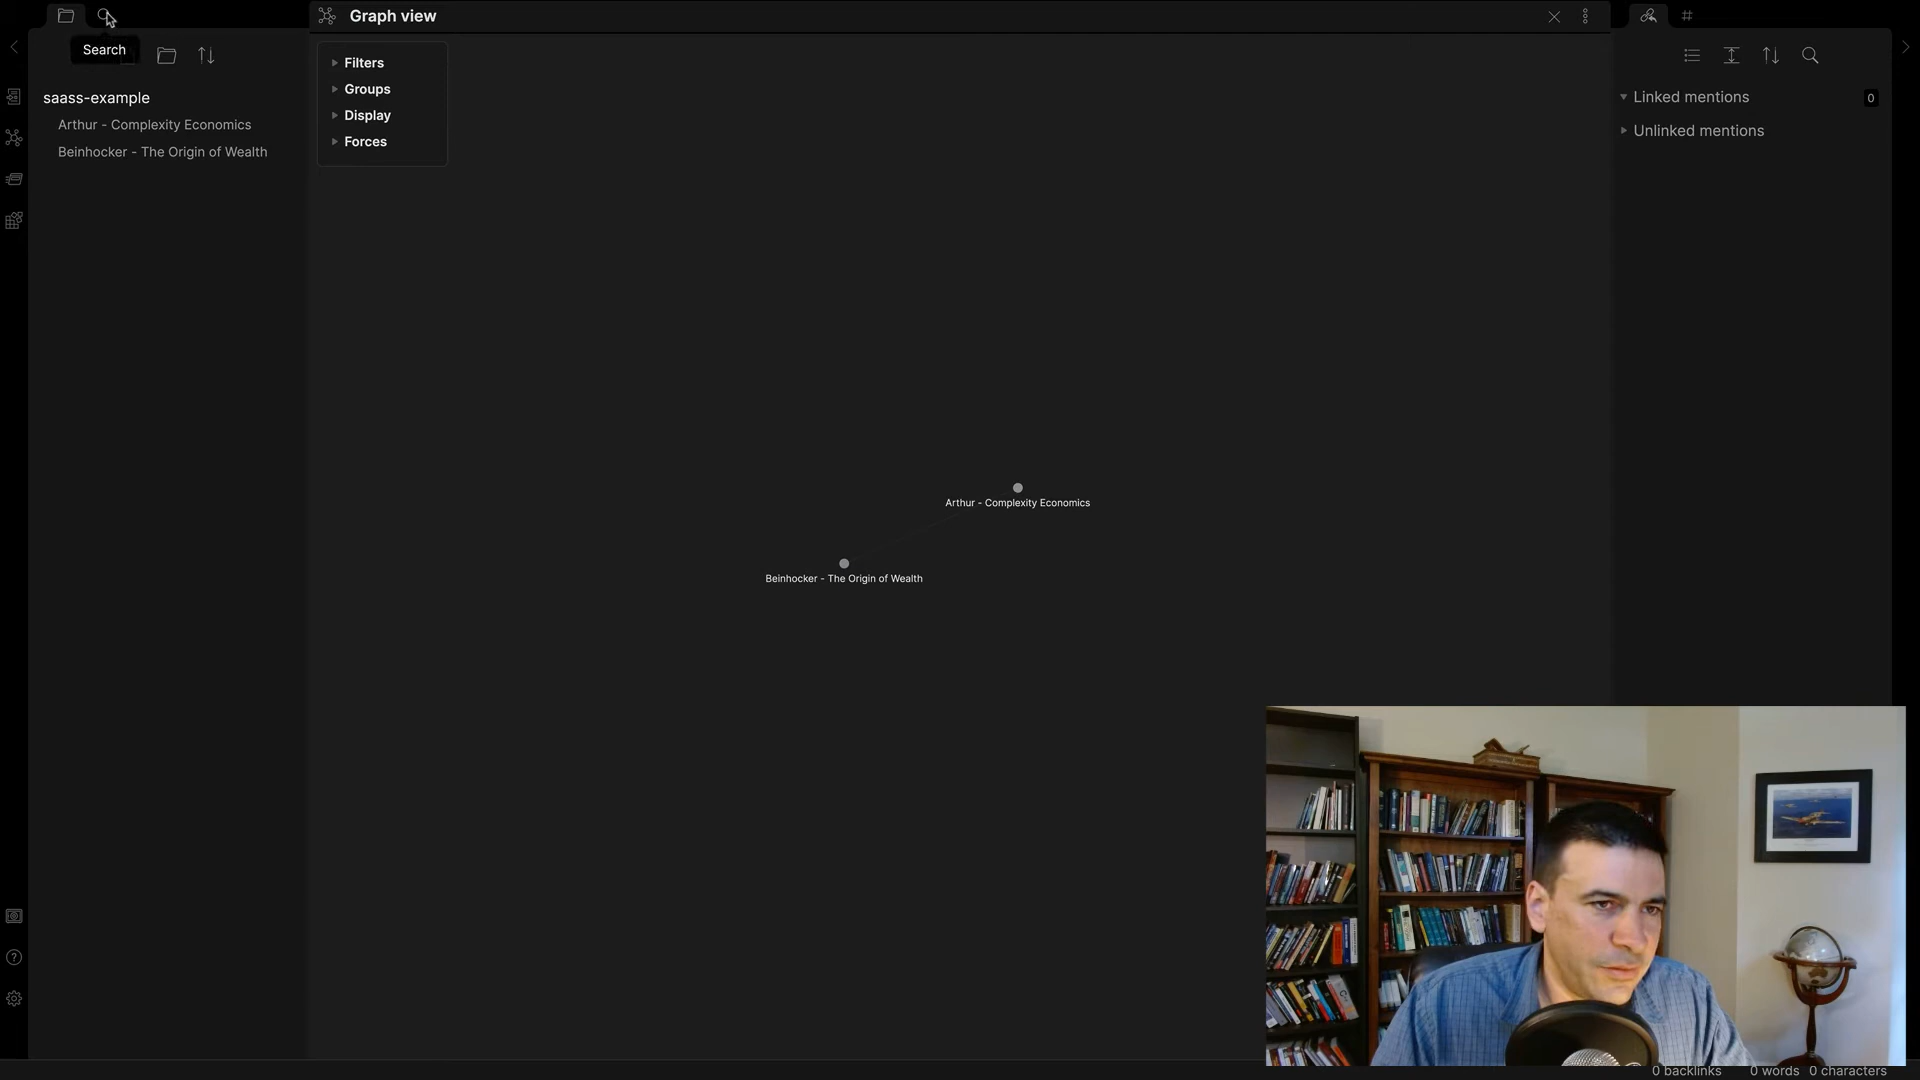 Graph view
Search
Filters
Groups
Display
Forces
saass-example
Arthur - Complexity Economics
Beinhocker - The Origin of Wealth
Arthur - Complexity Economics
Beinhocker - The Origin of Wealth
Linked mentions
0
Unlinked mentions
0 backlinks
0 words
0 characters